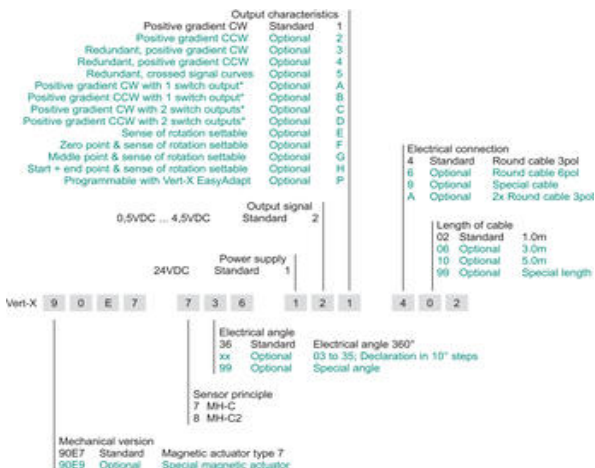 Output characteristics
Positive gradient CW Standard 1
Positive gradient CCW Optional 2
Redundant, positive gradient CW Optional 3
Redundant, positive gradient CCW Optional 4
Redundant, crossed signal curves Optional 5
Positive gradient CW with 1 switch output* Optional A
Positive gradient CCW with 1 switch output* Optional B
Positive gradient CW with 2 switch outputs* Optional C
Positive gradient CCW with 2 switch outputs* Optional D
Sense of rotation settable Optional E
Zero point & sense of rotation settable Optional F
Middle point & sense of rotation settable Optional G
Start + end point & sense of rotation settable Optional H
Programmable with Vert-X EasyAdapt Optional P
Electrical connection
4 Standard Round cable 3pol
6 Optional Round cable 6pol
8 Optional Special cable
A Optional 2x Round cable 3pol
Output signal
0,5VDC ... 4,5VDC Standard 2
Length of cable
02 Standard 1.0m
06 Optional 3.0m
10 Optional 5.0m
99 Optional Special length
Power supply
24VDC Standard 1
Vert-X 9 0 E 7 7 3 6 1 2 1 4 0 2
Electrical angle
36 Standard Electrical angle 360°
xx Optional 03 to 35; Declaration in 10° steps
99 Optional Special angle
Sensor principle
7 MH-C
8 MH-C2
Mechanical version
90E7 Standard Magnetic actuator type 7
90E9 Optional Special magnetic actuator